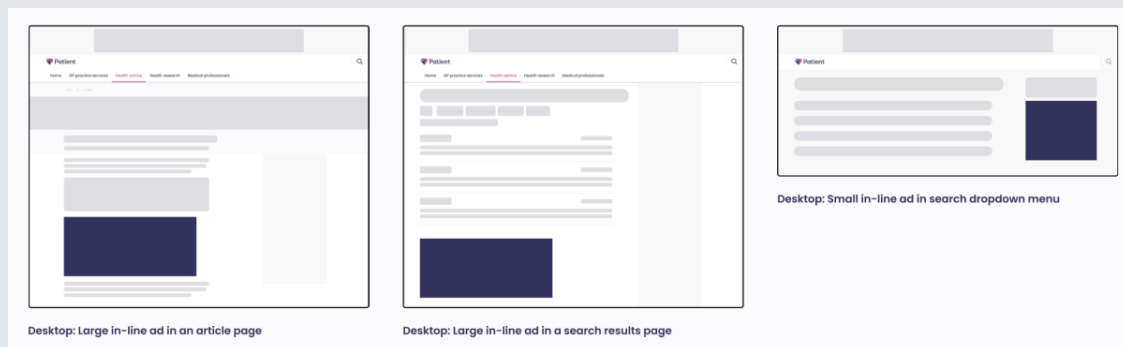 Patient
Home GP practice services Health advice Health research Medical professionals
Desktop: Large in-line ad in an article page
Patient
Home GP practice services Health advice Health research Medical professionals
Desktop: Large in-line ad in a search results page
Patient
Desktop: Small in-line ad in search dropdown menu